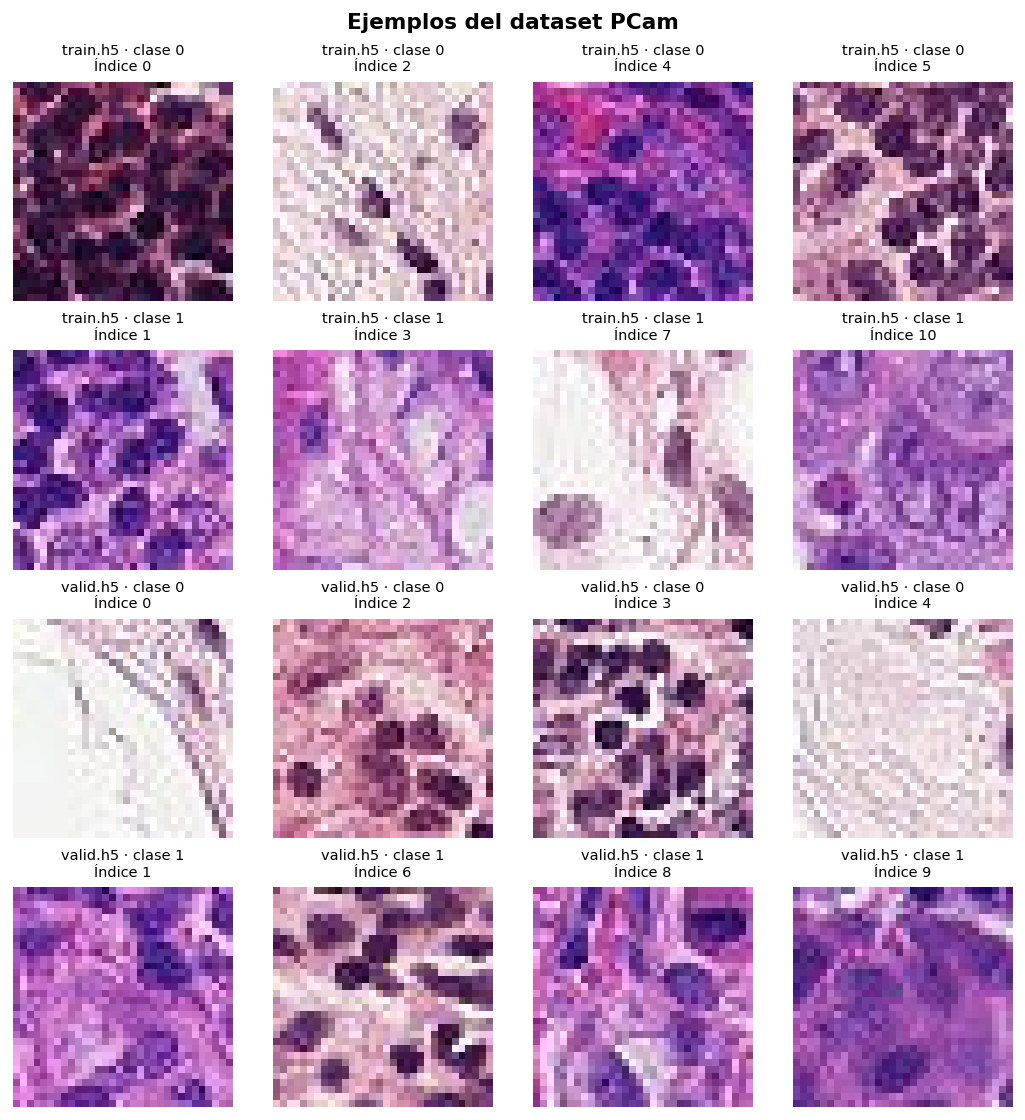 Ejemplos del dataset PCam
train.h5 · clase 0
Índice 0
train.h5 · clase 0
Índice 2
train.h5 · clase 0
Índice 4
train.h5 · clase 0
Índice 5
train.h5 · clase 1
Índice 1
train.h5 · clase 1
Índice 3
train.h5 · clase 1
Índice 7
train.h5 · clase 1
Índice 10
valid.h5 · clase 0
Índice 0
valid.h5 · clase 0
Índice 2
valid.h5 · clase 0
Índice 3
valid.h5 · clase 0
Índice 4
valid.h5 · clase 1
Índice 1
valid.h5 · clase 1
Índice 6
valid.h5 · clase 1
Índice 8
valid.h5 · clase 1
Índice 9